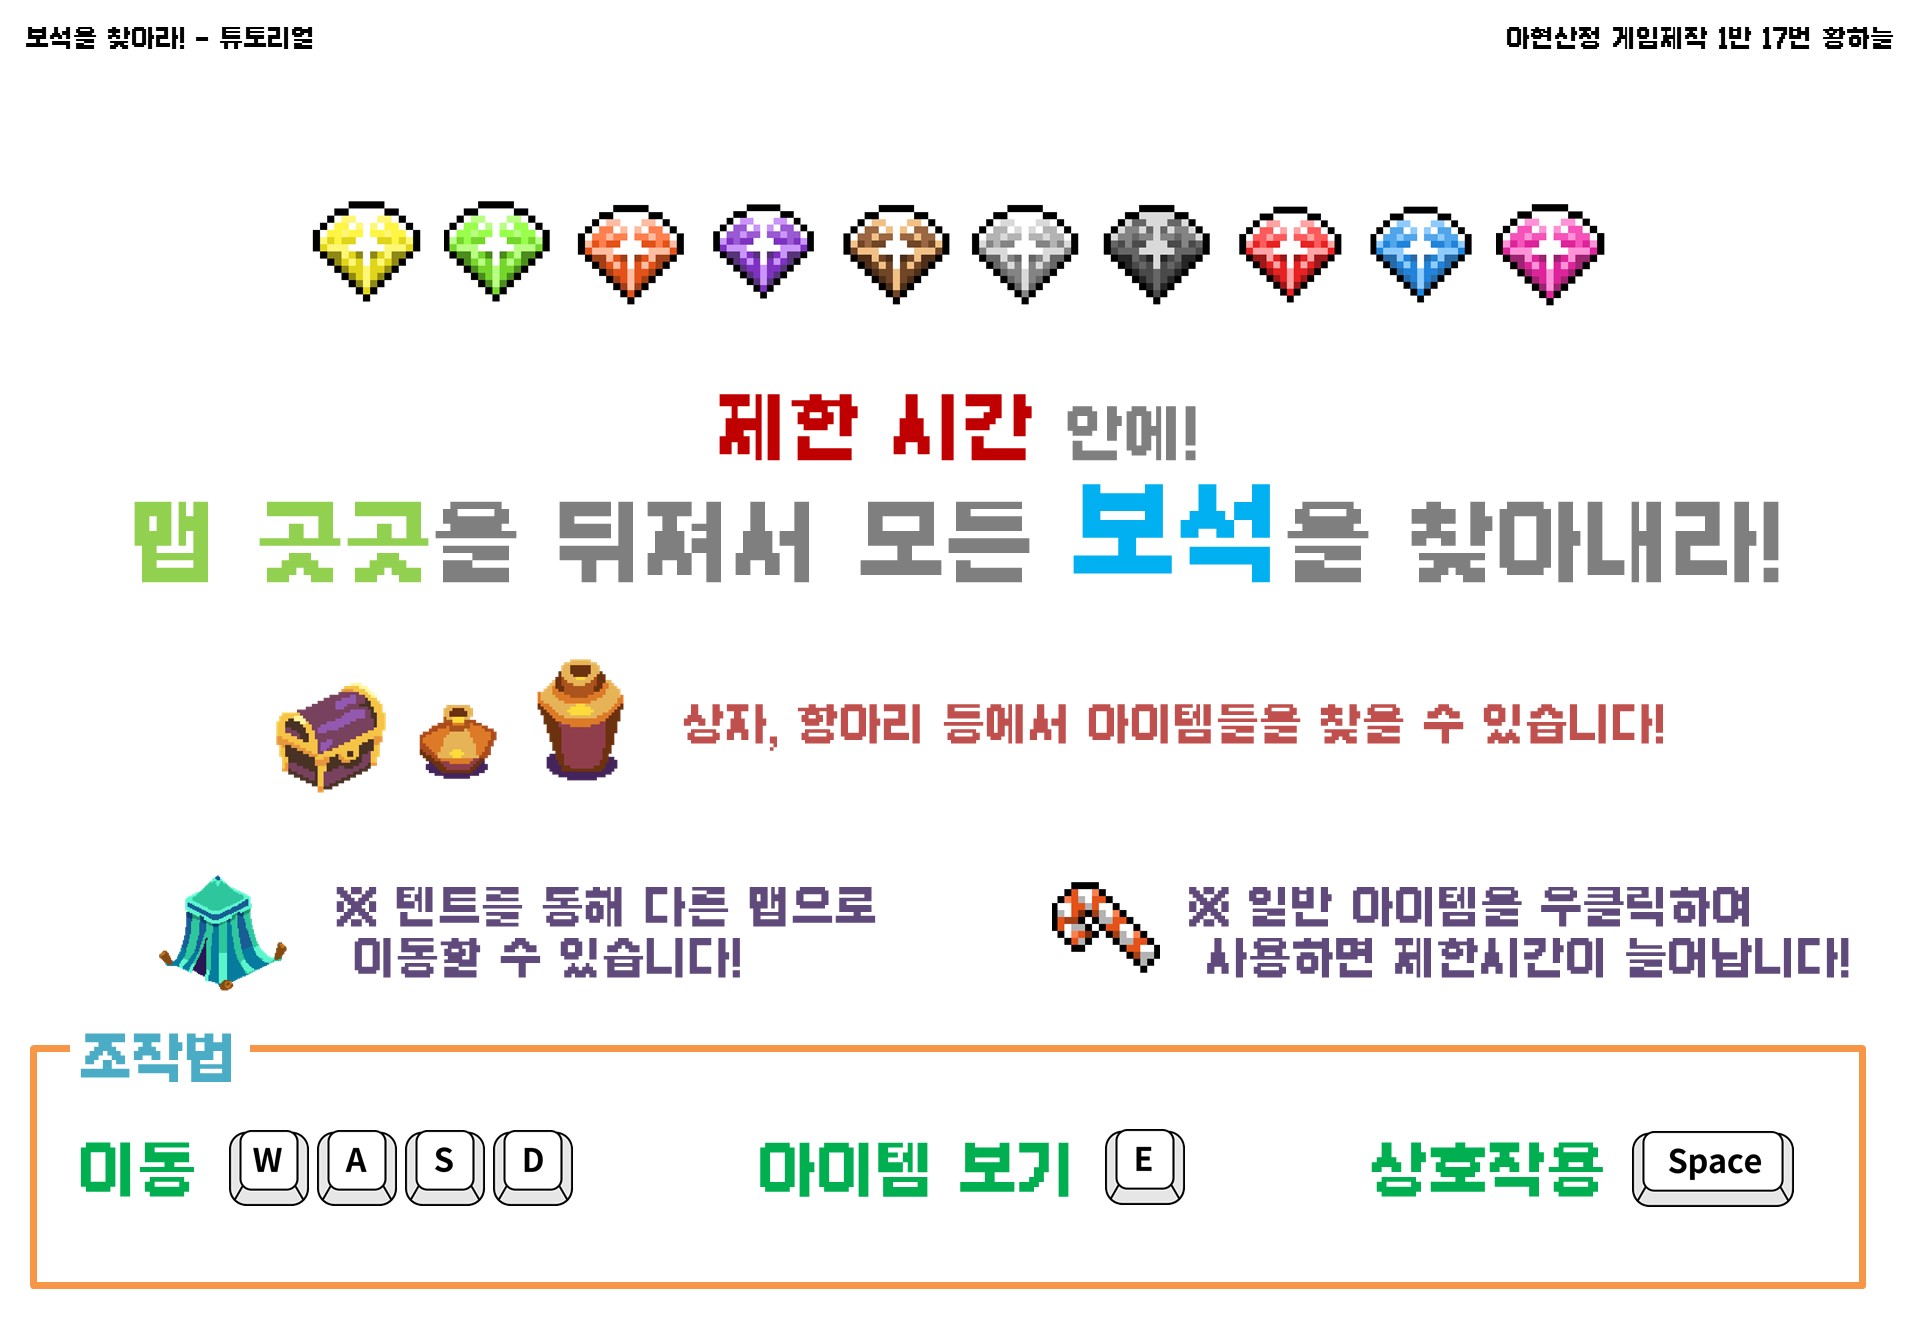 보석을 찾아라! - 튜토리얼
아현산정 게임제작 1반 17번 황하늘
제한 시간 안에!
맵 곳곳을 뒤져서 모든 보석을 찾아내라!
상자, 항아리 등에서 아이템들을 찾을 수 있습니다!
※ 텐트를 통해 다른 맵으로
이동할 수 있습니다!
※ 일반 아이템을 우클릭하여
사용하면 제한시간이 늘어납니다!
조작법
이동 W A S D
아이템 보기 E
상호작용 Space